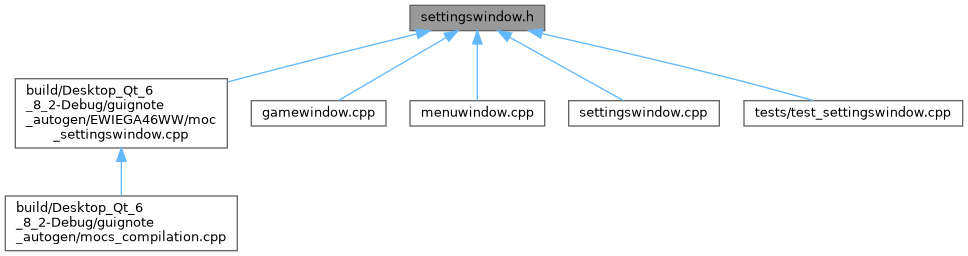 settingswindow.h
build/Desktop_Qt_6
_8_2-Debug/guignote
_autogen/EWIEGA46WW/moc
_settingswindow.cpp
gamewindow.cpp
menuwindow.cpp
settingswindow.cpp
tests/test_settingswindow.cpp
build/Desktop_Qt_6
_8_2-Debug/guignote
_autogen/mocs_compilation.cpp